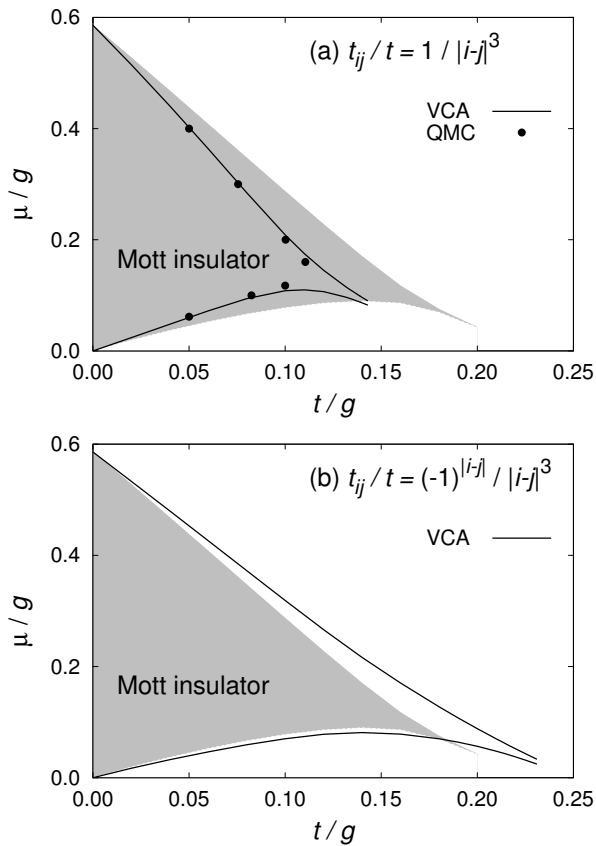 0.6
(a) t_ij / t = 1 / |i-j|^3
VCA
QMC
0.4
μ / g
0.2
Mott insulator
0.0
0.00 0.05 0.10 0.15 0.20 0.25
t / g
0.6
(b) t_ij / t = (-1)^|i-j| / |i-j|^3
VCA
0.4
μ / g
0.2
Mott insulator
0.0
0.00 0.05 0.10 0.15 0.20 0.25
t / g